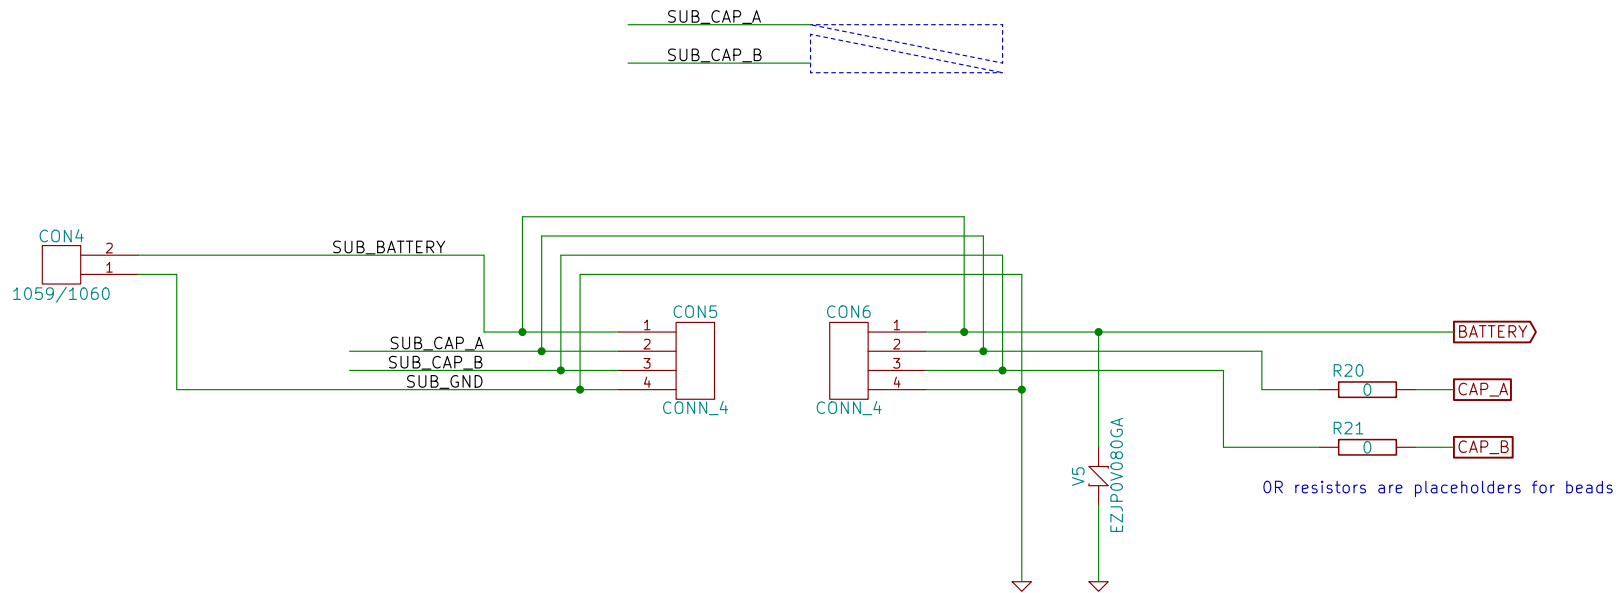 SUB_CAP_A
SUB_CAP_B
CON4
2
1
1059/1060
SUB_BATTERY
SUB_CAP_A
SUB_CAP_B
SUB_GND
CON5
1
2
3
4
CONN_4
CON6
1
2
3
4
CONN_4
BATTERY
R20
0
CAP_A
R21
0
CAP_B
V5
EZJP0V080GA
0R resistors are placeholders for beads